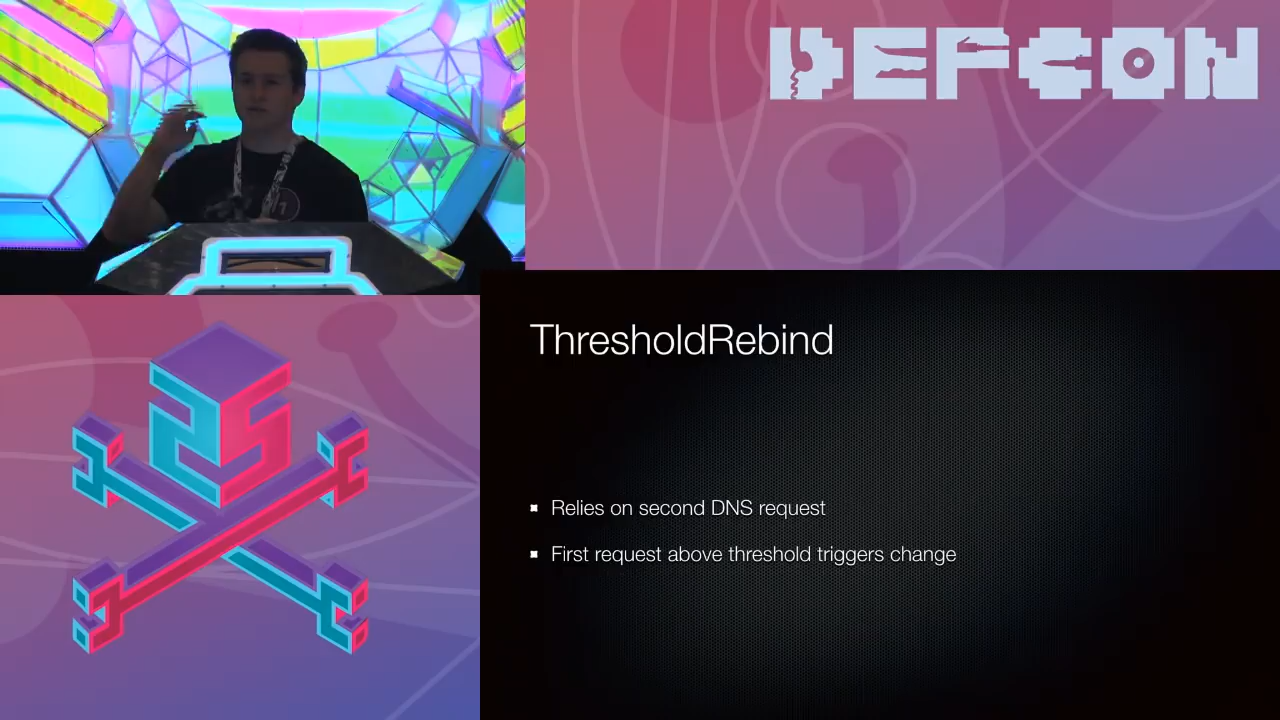 DEFCON
ThresholdRebind
Relies on second DNS request
First request above threshold triggers change